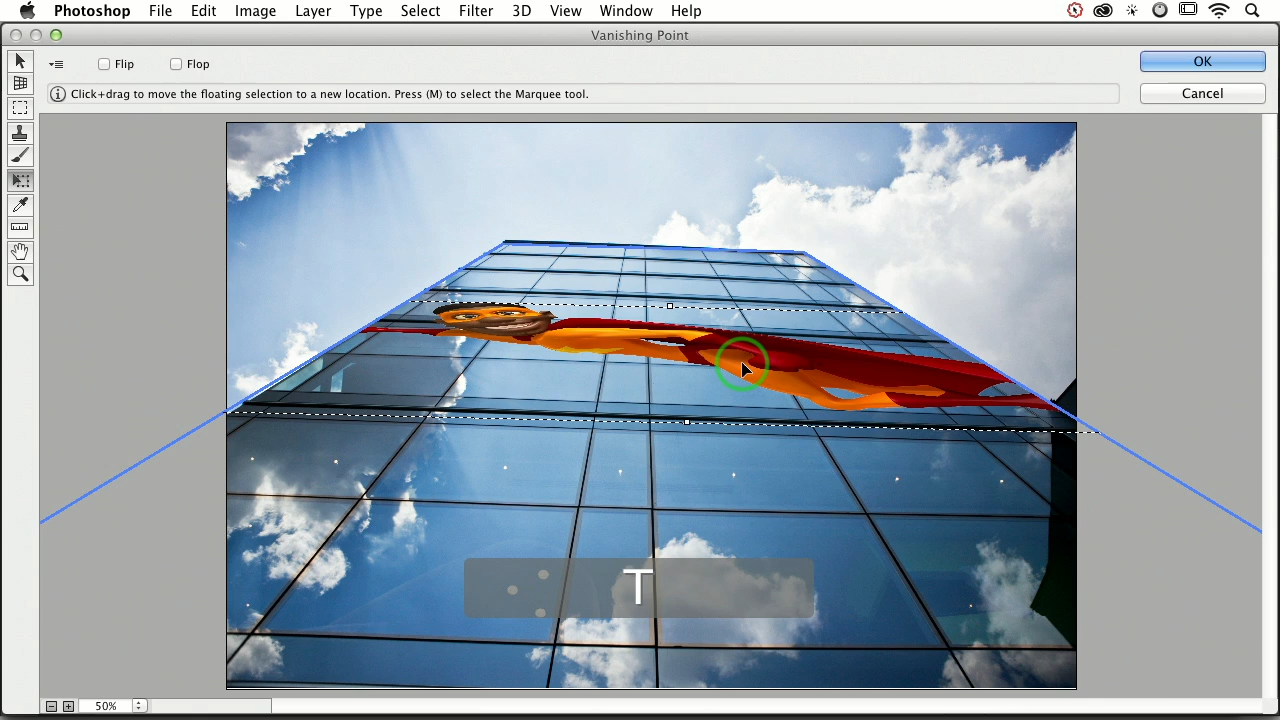 Photoshop File Edit Image Layer Type Select Filter 3D View Window Help
Vanishing Point
Flip Flop
OK
Click+drag to move the floating selection to a new location. Press (M) to select the Marquee tool.
Cancel
T
50%